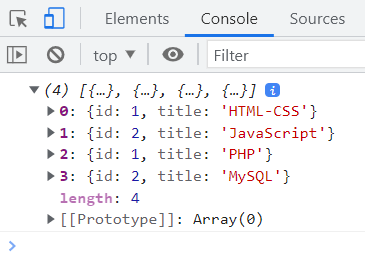 Elements Console Sources
top Filter
(4) [{…}, {…}, {…}, {…}] i
0: {id: 1, title: 'HTML-CSS'}
1: {id: 2, title: 'JavaScript'}
2: {id: 1, title: 'PHP'}
3: {id: 2, title: 'MySQL'}
length: 4
[[Prototype]]: Array(0)